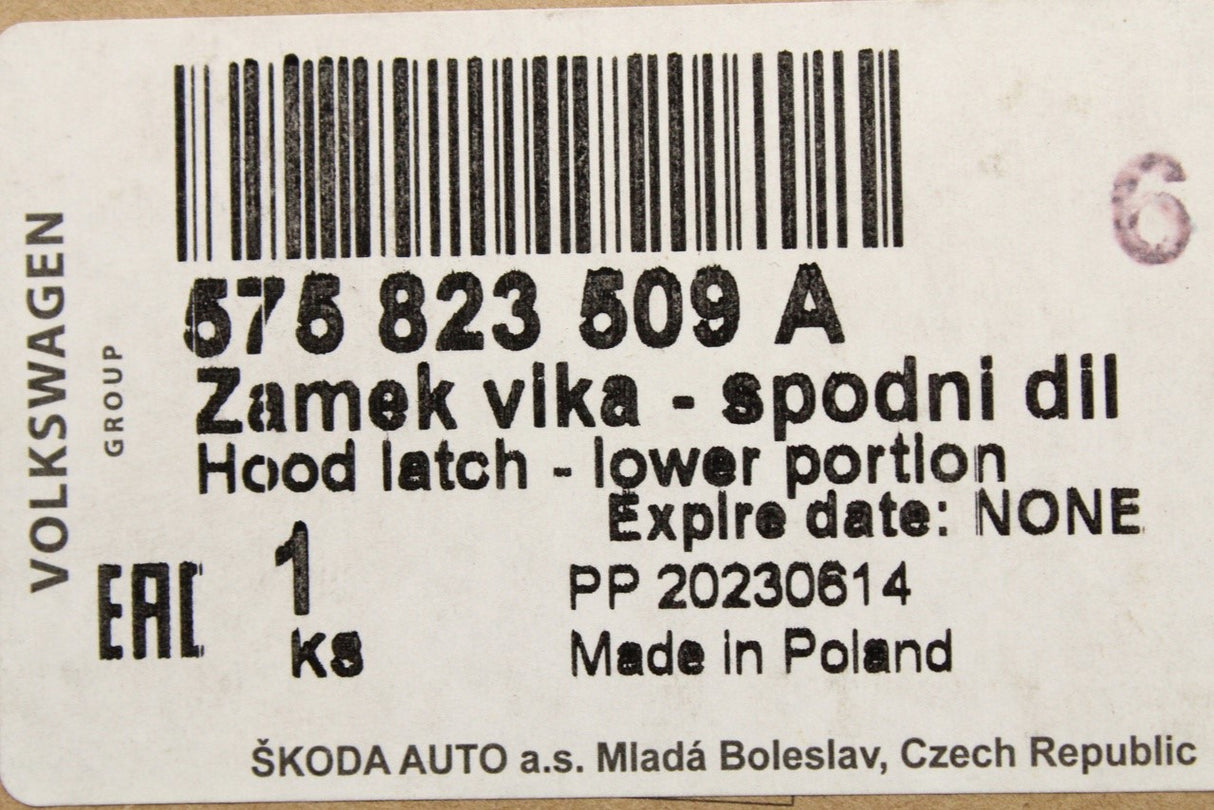 VOLKSWAGEN
GROUP
575 823 509 A
Zamek vika - spodni dil
Hood latch - lower portion
Expire date: NONE
EAC
1
KS
PP 20230614
Made in Poland
ŠKODA AUTO a.s. Mladá Boleslav, Czech Republic
6